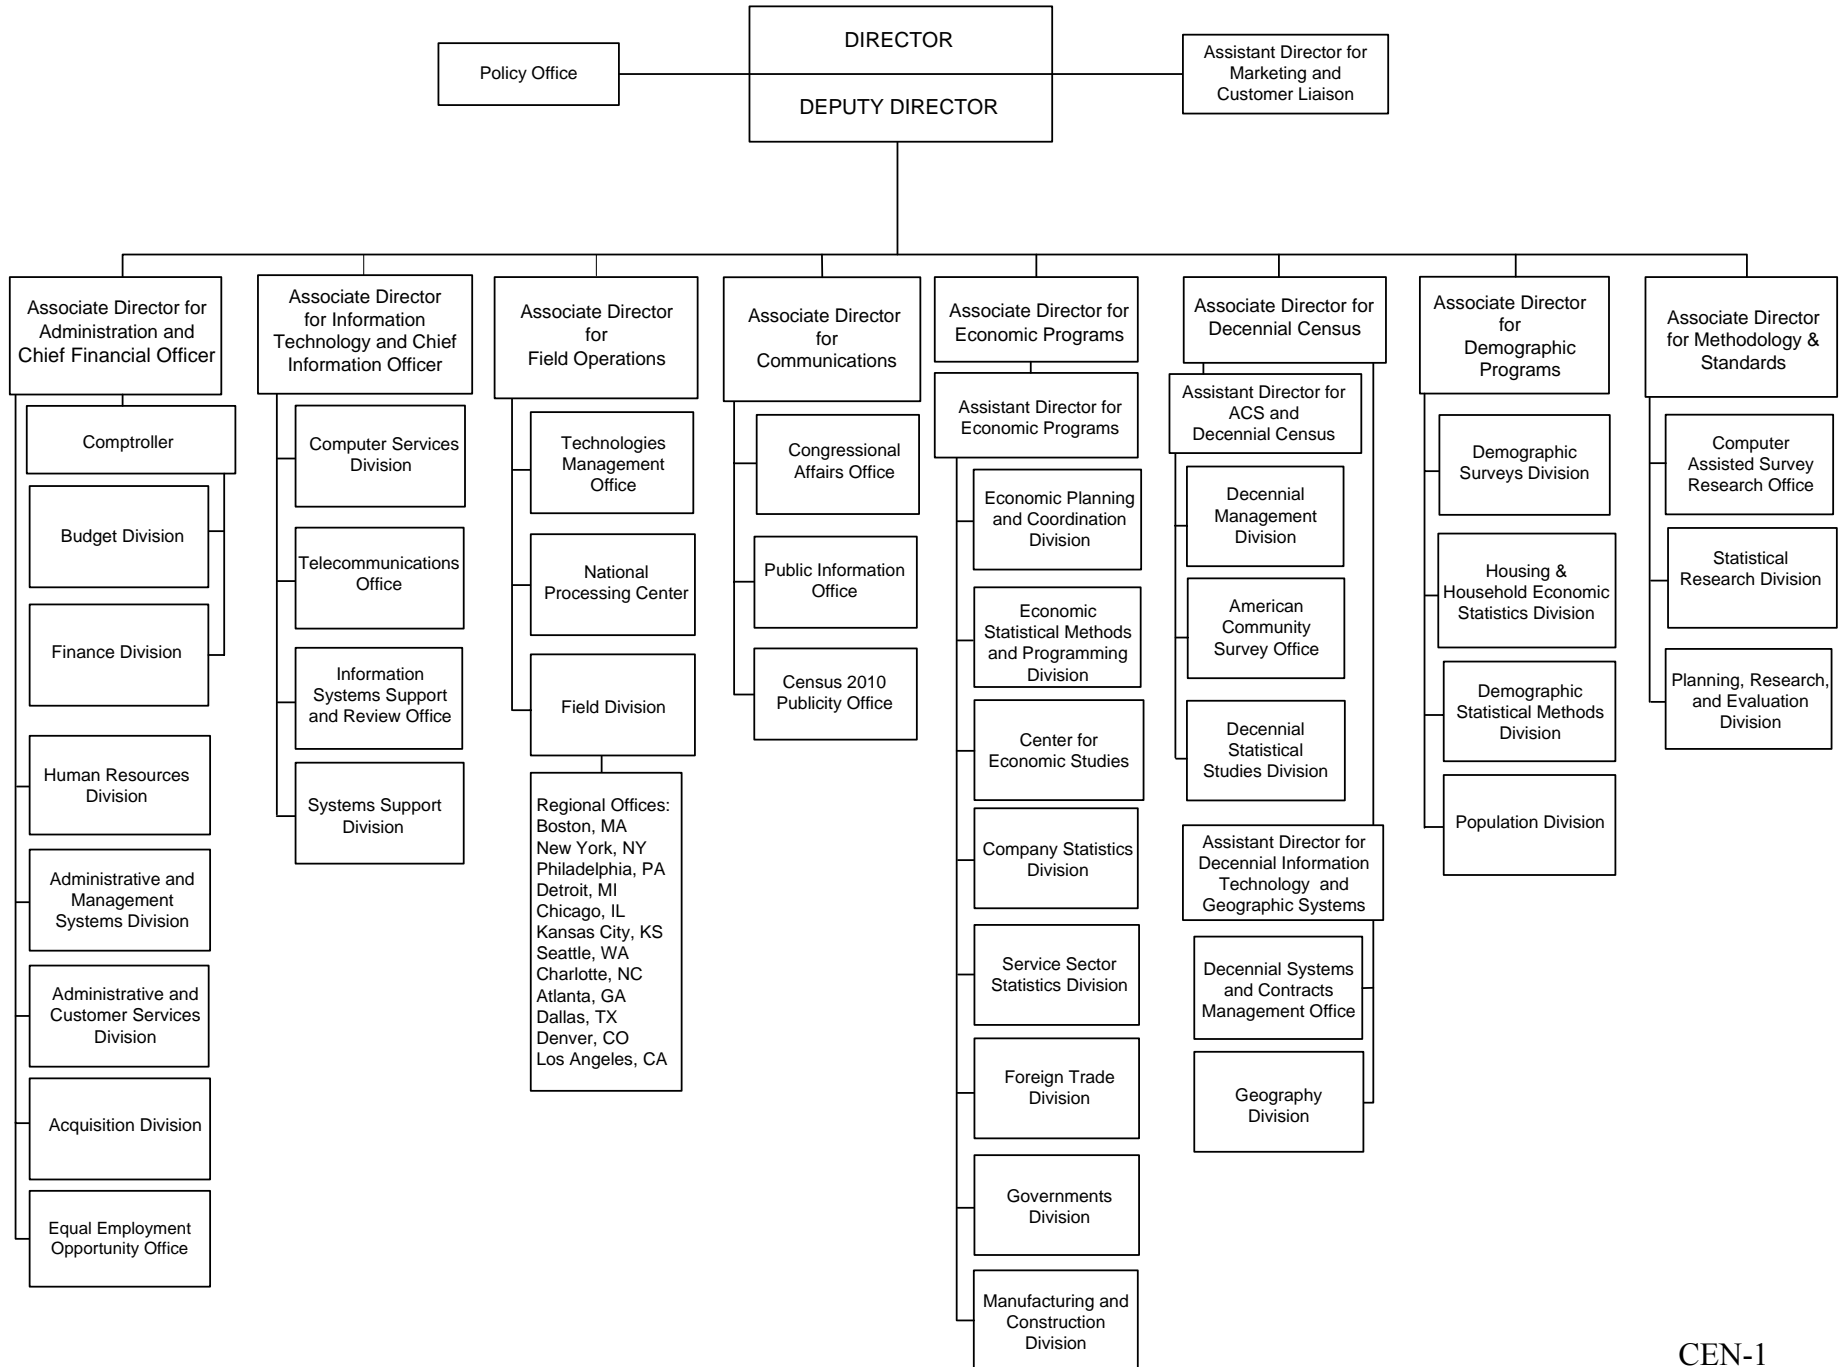 DIRECTOR
DEPUTY DIRECTOR
Policy Office
Assistant Director for
Marketing and
Customer Liaison
Associate Director for
Administration and
Chief Financial Officer
Comptroller
Budget Division
Finance Division
Human Resources
Division
Administrative and
Management
Systems Division
Administrative and
Customer Services
Division
Acquisition Division
Equal Employment
Opportunity Office
Associate Director
for Information
Technology and Chief
Information Officer
Computer Services
Division
Telecommunications
Office
Information
Systems Support
and Review Office
Systems Support
Division
Associate Director
for
Field Operations
Technologies
Management
Office
National
Processing Center
Field Division
Regional Offices:
Boston, MA
New York, NY
Philadelphia, PA
Detroit, MI
Chicago, IL
Kansas City, KS
Seattle, WA
Charlotte, NC
Atlanta, GA
Dallas, TX
Denver, CO
Los Angeles, CA
Associate Director
for
Communications
Congressional
Affairs Office
Public Information
Office
Census 2010
Publicity Office
Associate Director for
Economic Programs
Assistant Director for
Economic Programs
Economic Planning
and Coordination
Division
Economic
Statistical Methods
and Programming
Division
Center for
Economic Studies
Company Statistics
Division
Service Sector
Statistics Division
Foreign Trade
Division
Governments
Division
Manufacturing and
Construction
Division
Associate Director for
Decennial Census
Assistant Director for
ACS and
Decennial Census
Decennial
Management
Division
American
Community
Survey Office
Decennial
Statistical
Studies Division
Assistant Director for
Decennial Information
Technology and
Geographic Systems
Decennial Systems
and Contracts
Management Office
Geography
Division
Associate Director
for
Demographic
Programs
Demographic
Surveys Division
Housing &
Household Economic
Statistics Division
Demographic
Statistical Methods
Division
Population Division
Associate Director
for Methodology &
Standards
Computer
Assisted Survey
Research Office
Statistical
Research Division
Planning, Research,
and Evaluation
Division
CEN-1